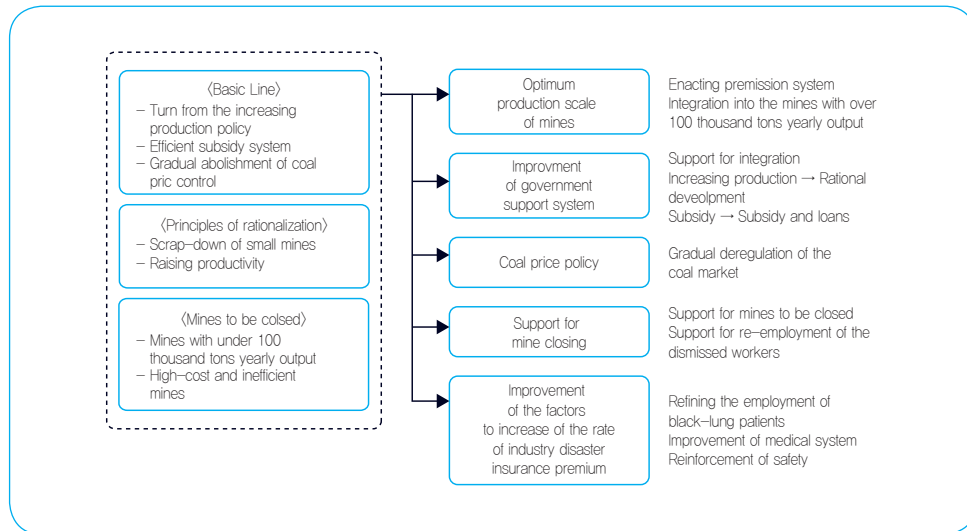 〈Basic Line〉
– Turn from the increasing
production policy
– Efficient subsidy system
– Gradual abolishment of coal
pric control
〈Principles of rationalization〉
– Scrap-down of small mines
– Raising productivity
〈Mines to be colsed〉
– Mines with under 100
thousand tons yearly output
– High-cost and inefficient
mines
Optimum
production scale
of mines
Enacting premission system
Integration into the mines with over
100 thousand tons yearly output
Improvment
of government
support system
Support for integration
Increasing production → Rational
deveolpment
Subsidy → Subsidy and loans
Coal price policy
Gradual deregulation of the
coal market
Support for
mine closing
Support for mines to be closed
Support for re-employment of the
dismissed workers
Improvement
of the factors
to increase of the rate
of industry disaster
insurance premium
Refining the employment of
black-lung patients
Improvement of medical system
Reinforcement of safety